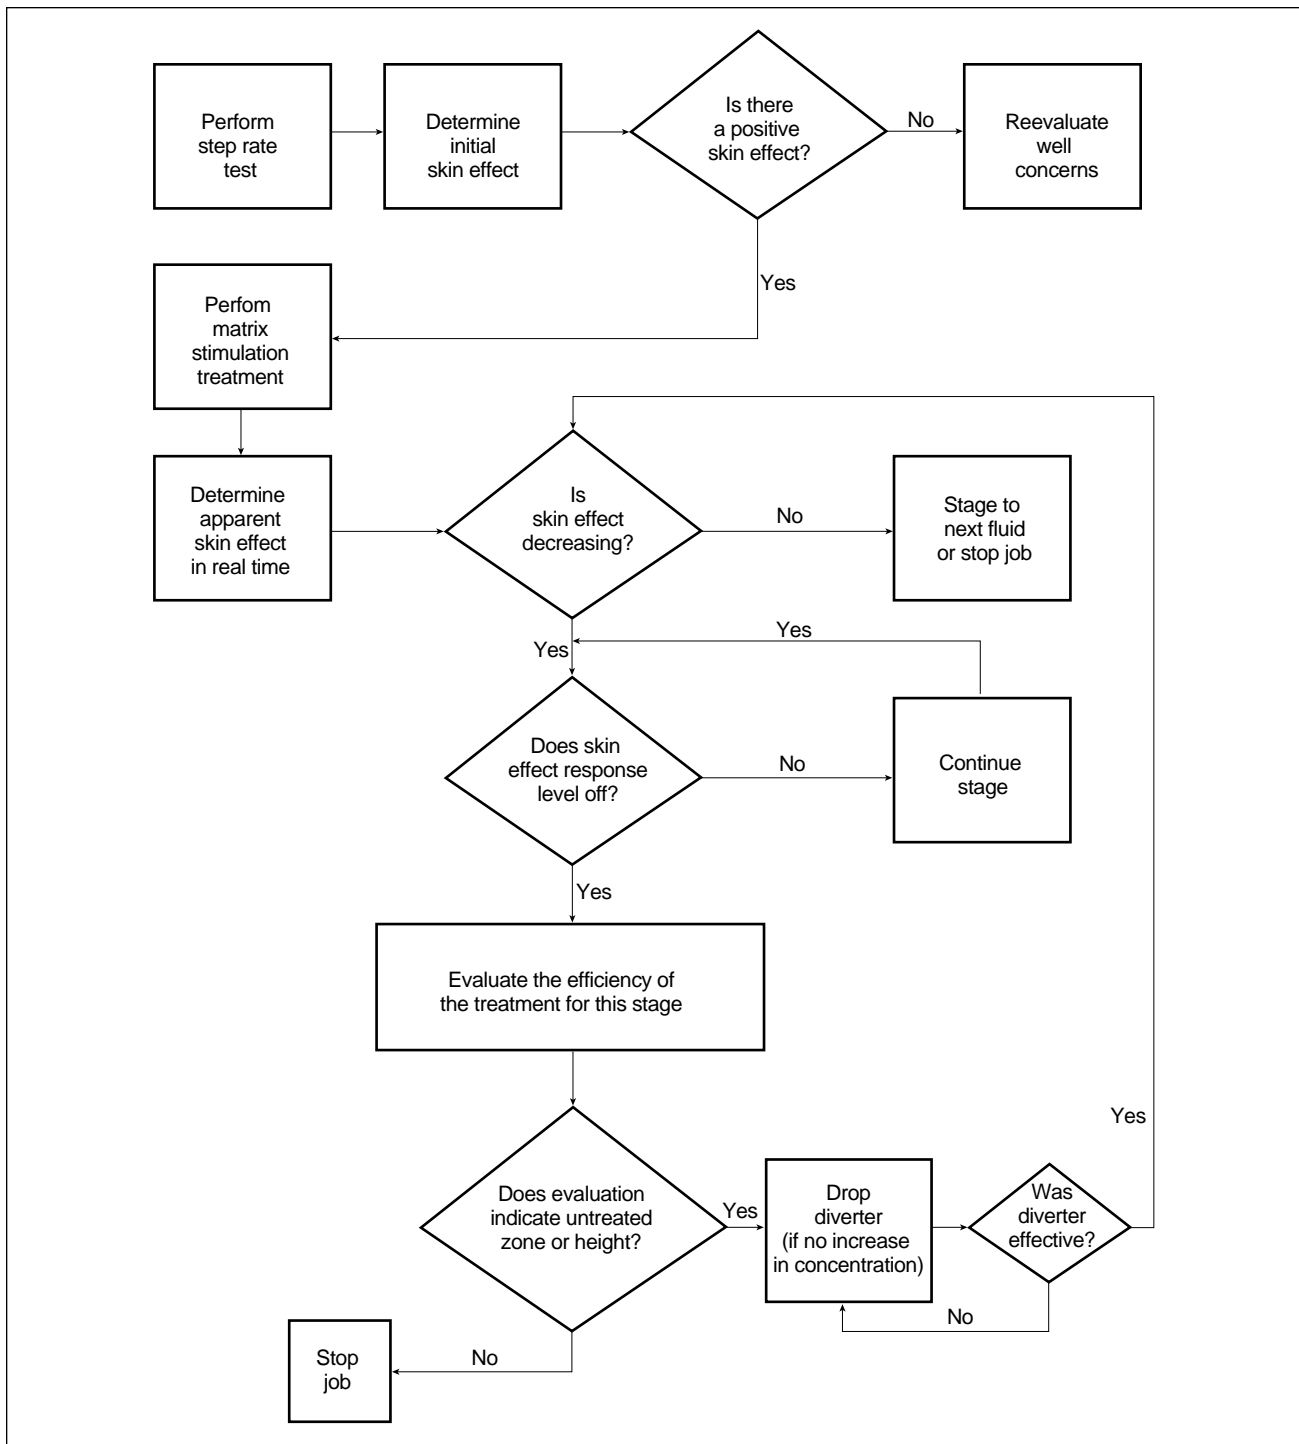 Perform
step rate
test
Determine
initial
skin effect
Is there
a positive
skin effect?
No
Reevaluate
well
concerns
Yes
Perfom
matrix
stimulation
treatment
Determine
apparent
skin effect
in real time
Is
skin effect
decreasing?
No
Stage to
next fluid
or stop job
Yes
Yes
Does skin
effect response
level off?
No
Continue
stage
Yes
Evaluate the efficiency of
the treatment for this stage
Does evaluation
indicate untreated
zone or height?
Yes
Drop
diverter
(if no increase
in concentration)
Was
diverter
effective?
Yes
No
No
Stop
job